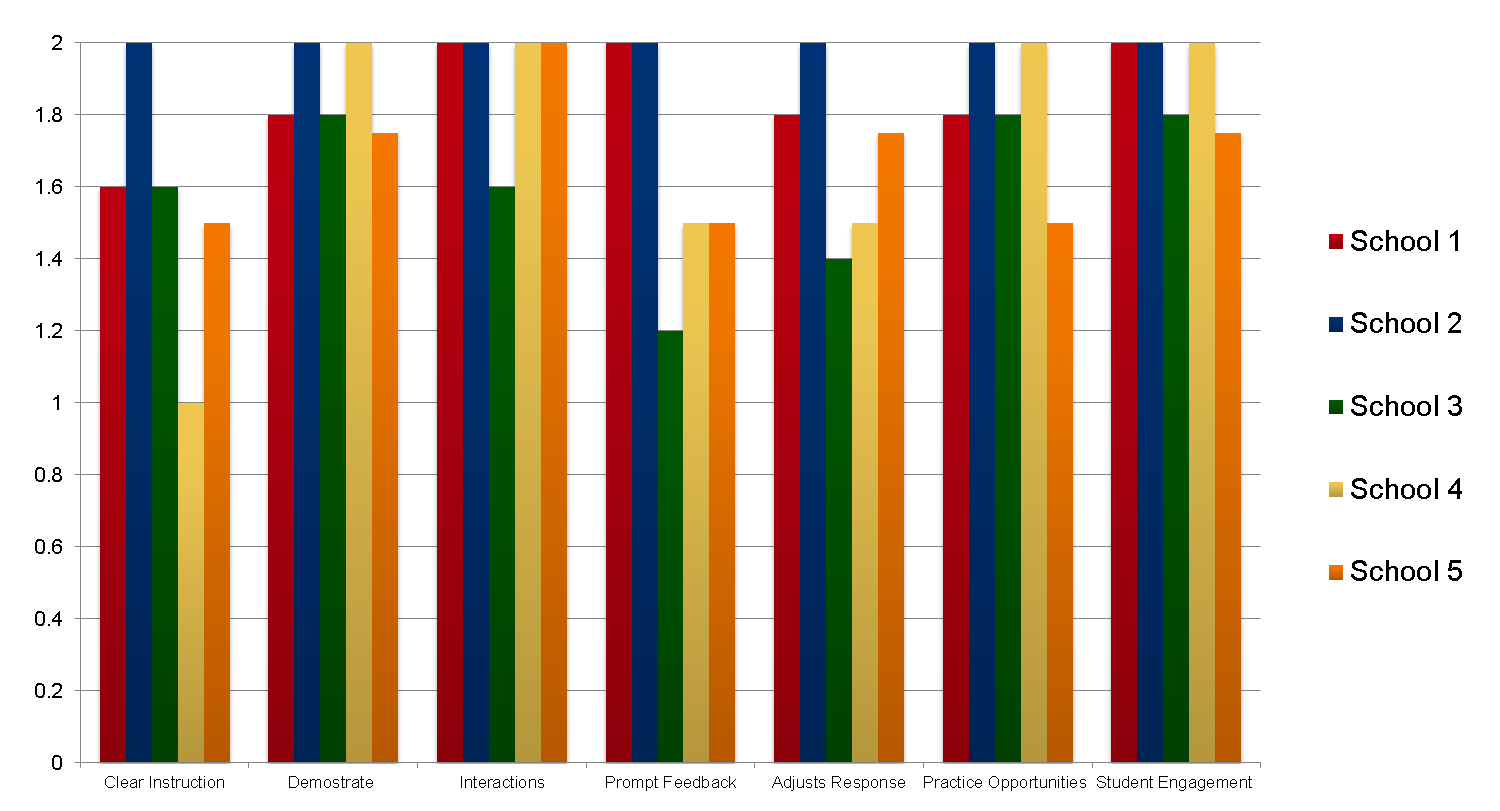 2
1.8
1.6
1.4
1.2
1
0.8
0.6
0.4
0.2
0
Clear Instruction
Demostrate
Interactions
Prompt Feedback
Adjusts Response
Practice Opportunities
Student Engagement
School 1
School 2
School 3
School 4
School 5